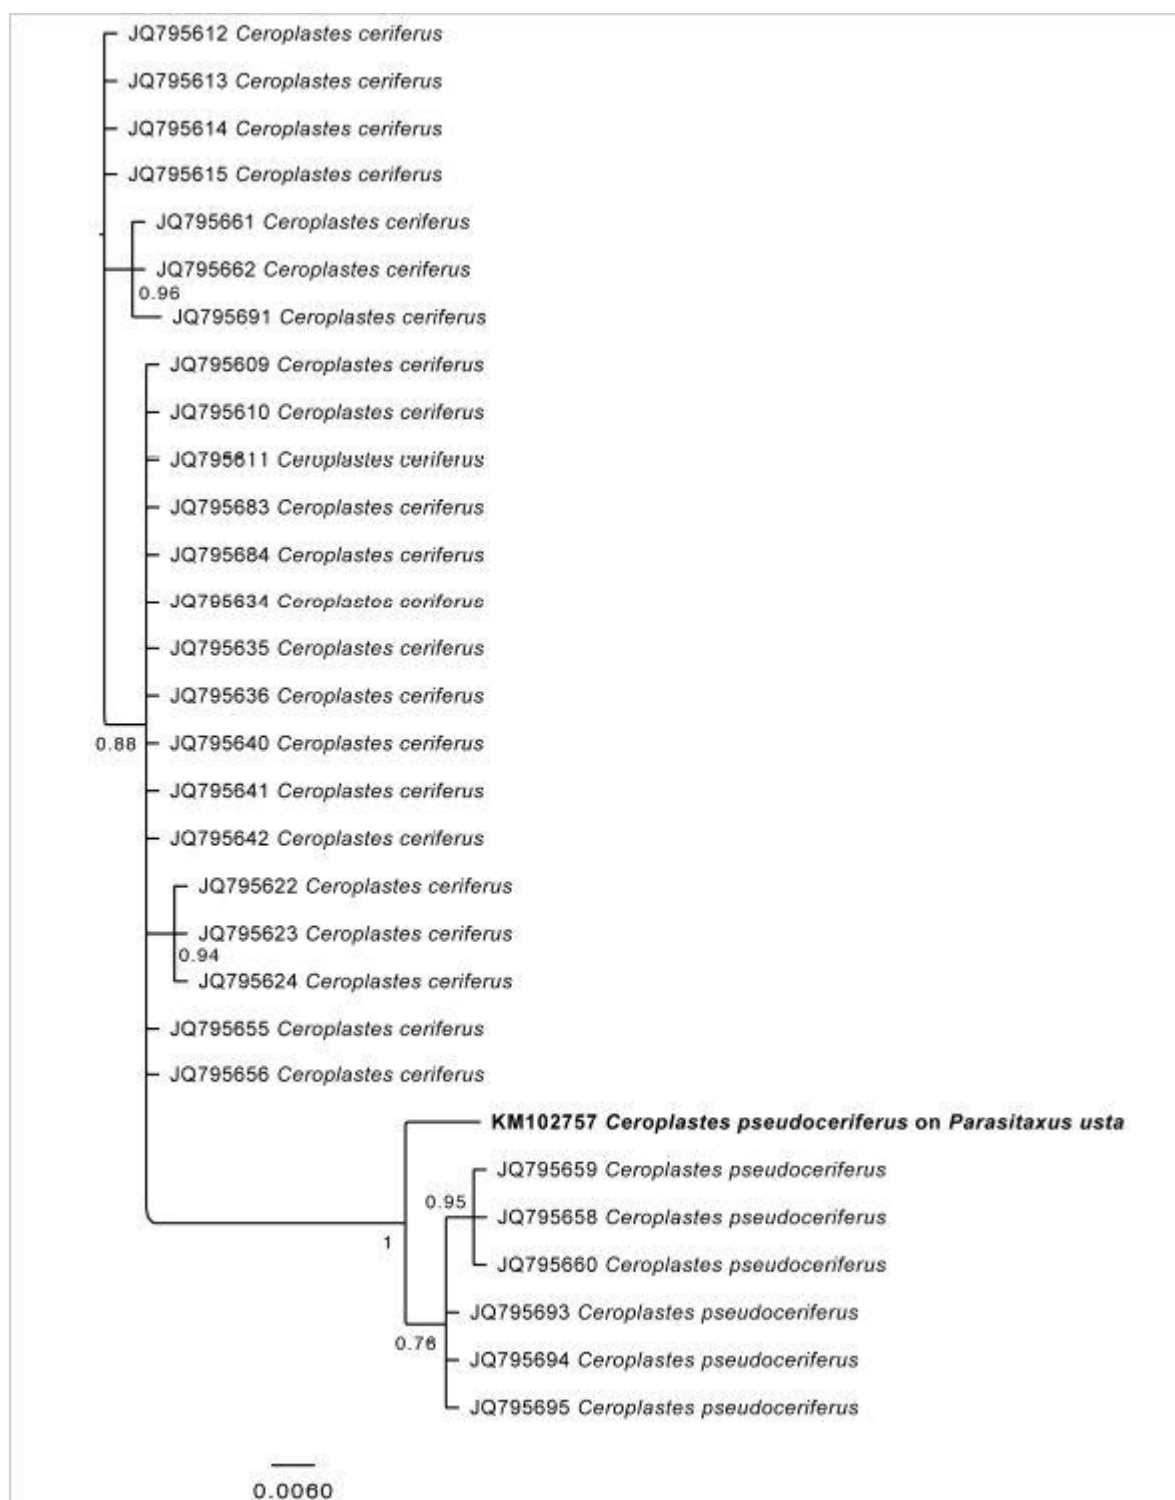 JQ795612 Ceroplastes ceriferus
JQ795613 Ceroplastes ceriferus
JQ795614 Ceroplastes ceriferus
JQ795615 Ceroplastes ceriferus
JQ795661 Ceroplastes ceriferus
JQ795662 Ceroplastes ceriferus
0.96
JQ795691 Ceroplastes ceriferus
JQ795609 Ceroplastes ceriferus
JQ795610 Ceroplastes ceriferus
JQ795611 Ceroplastes ceriferus
JQ795683 Ceroplastes ceriferus
JQ795684 Ceroplastes ceriferus
JQ795634 Ceroplastes ceriferus
JQ795635 Ceroplastes ceriferus
JQ795636 Ceroplastes ceriferus
0.88
JQ795640 Ceroplastes ceriferus
JQ795641 Ceroplastes ceriferus
JQ795642 Ceroplastes ceriferus
JQ795622 Ceroplastes ceriferus
JQ795623 Ceroplastes ceriferus
0.94
JQ795624 Ceroplastes ceriferus
JQ795655 Ceroplastes ceriferus
JQ795656 Ceroplastes ceriferus
KM102757 Ceroplastes pseudoceriferus on Parasitaxus usta
JQ795659 Ceroplastes pseudoceriferus
0.95
JQ795658 Ceroplastes pseudoceriferus
1
JQ795660 Ceroplastes pseudoceriferus
JQ795693 Ceroplastes pseudoceriferus
0.76
JQ795694 Ceroplastes pseudoceriferus
JQ795695 Ceroplastes pseudoceriferus
0.0060